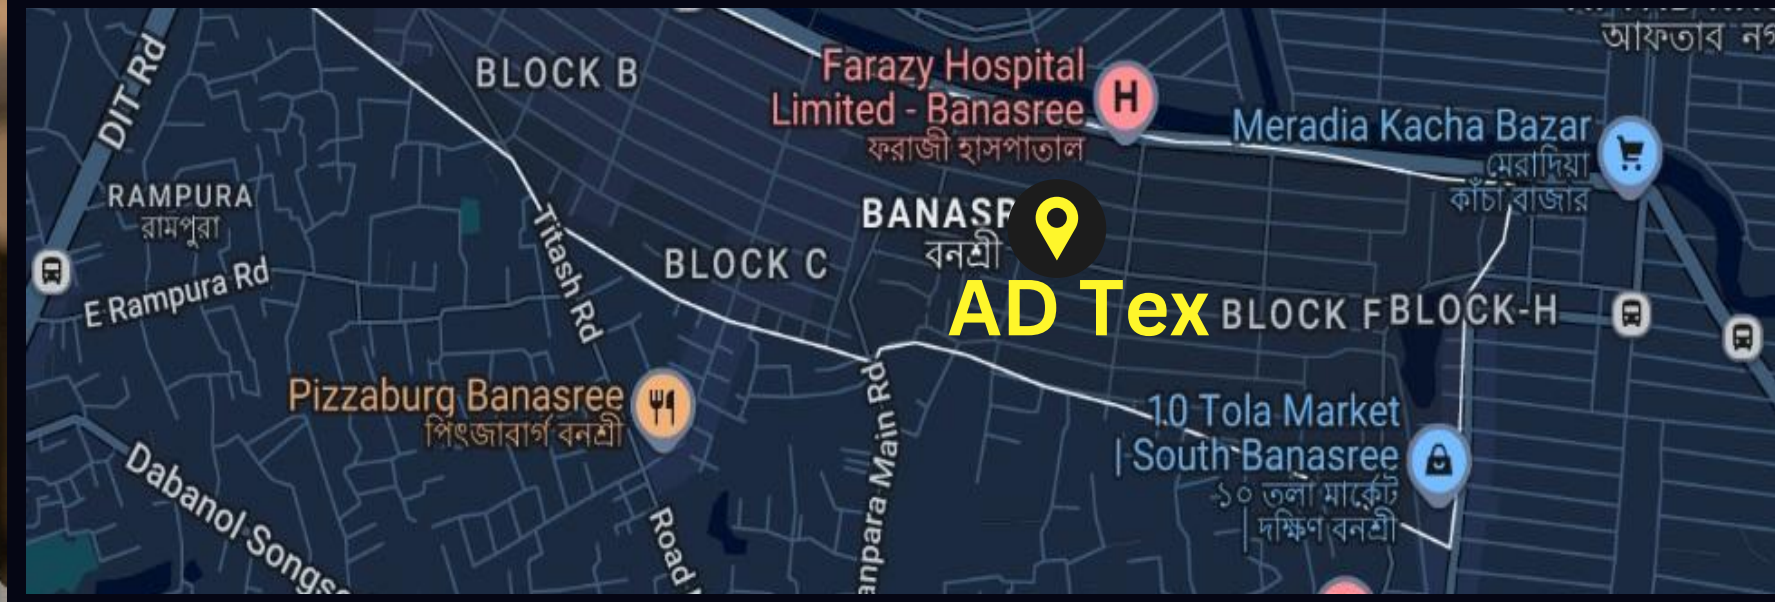 আফতার নগ
DIT Rd
BLOCK B
Farazy Hospital
Limited - Banasree
ফরাজী হাসপাতাল
H
Meradia Kacha Bazar
মেরাদিয়া
কাঁচা বাজার
RAMPURA
রামপুরা
BANASR
বনশ্রী
Titash Rd
BLOCK C
E Rampura Rd
AD Tex
BLOCK F
BLOCK-H
Pizzaburg Banasree
পিৎজাবার্গ বনশ্রী
anpara Main Rd
10 Tola Market
| South Banasree
১০ তলা মার্কেট
| দক্ষিণ বনশ্রী
Dabanol Songs
Road